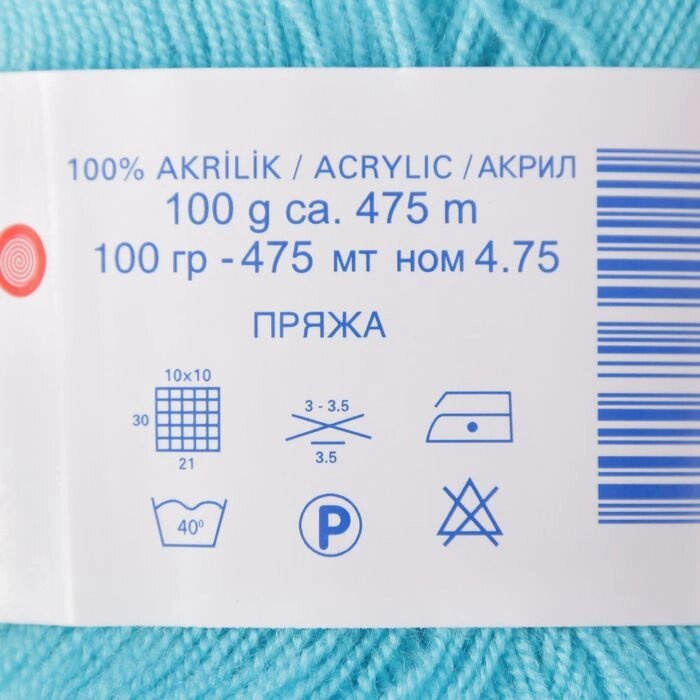 100% AKRİLİK / ACRYLIC / АКРИЛ
100 g ca. 475 m
100 гр - 475 мт ном 4.75
ПРЯЖА
10x10
30
21
3 - 3.5
3.5
40⁰
P